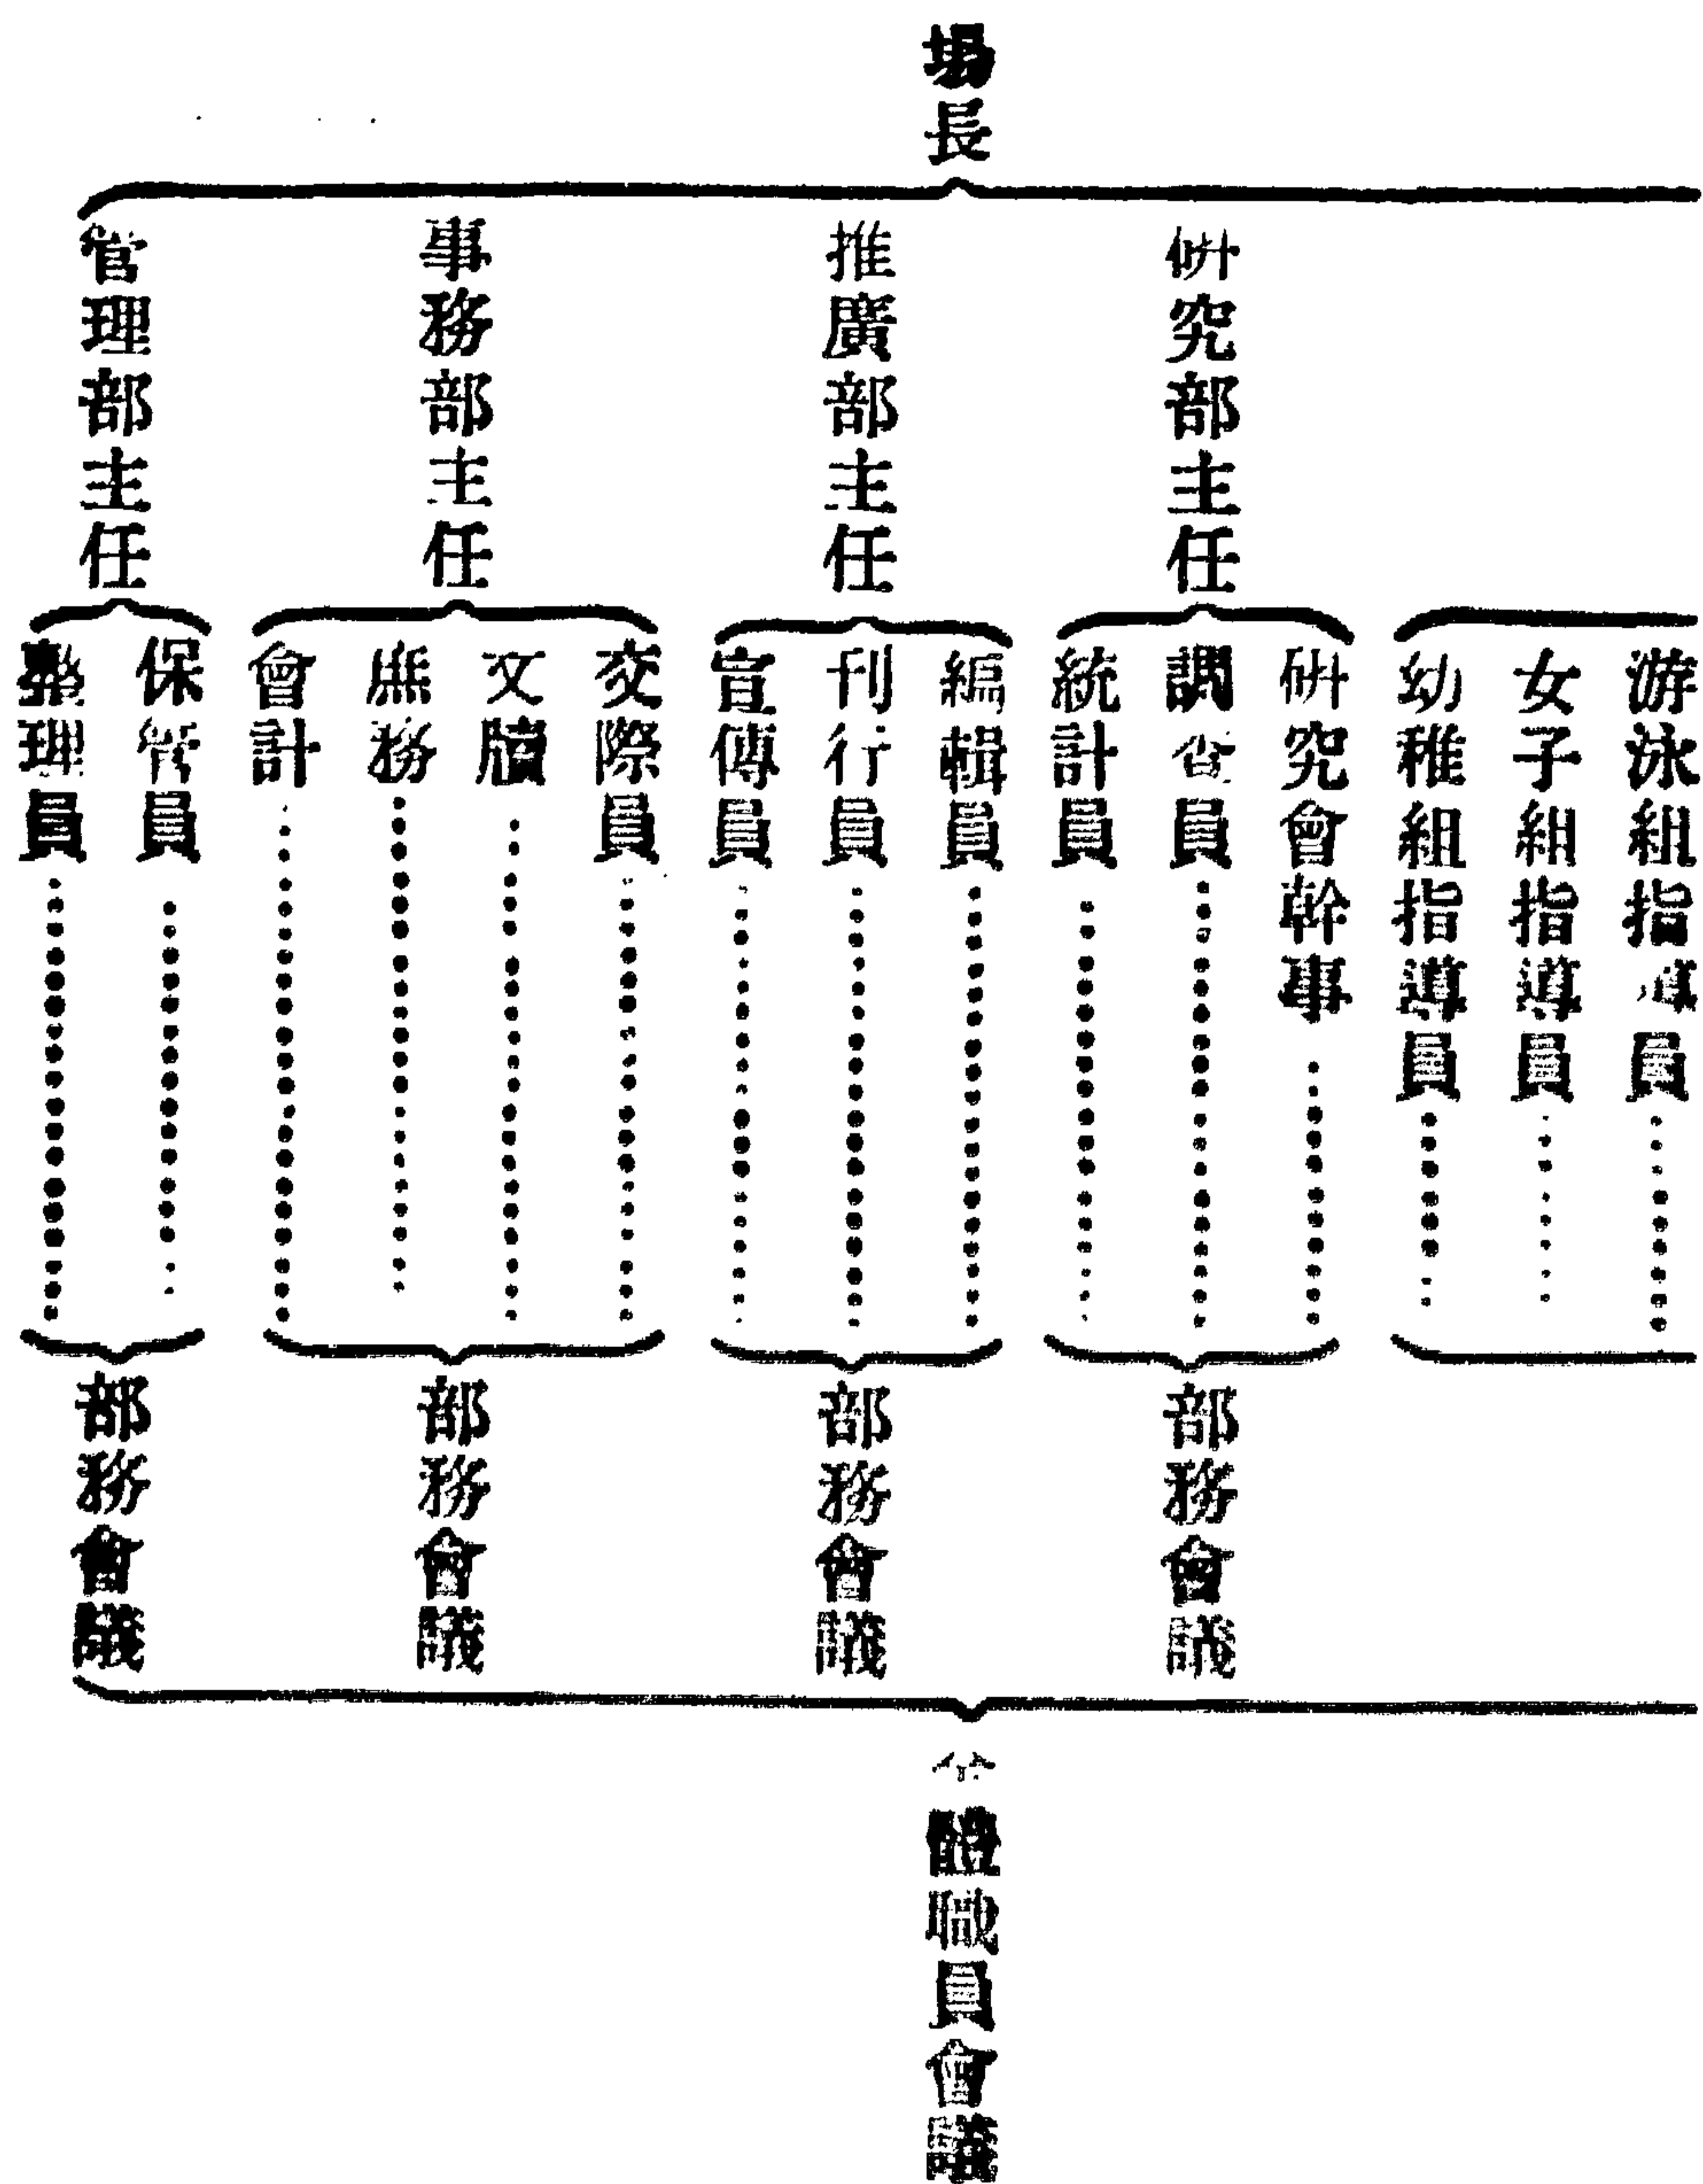 場長
研究部主任
推廣部主任
事務部主任
管理部主任
游泳組指導員
女子組指導員
幼稚組指導員
研究會幹事
調查員
統計員
編輯員
刊行員
宣傳員
交際員
文牘
庶務
會計
保管員
整理員
部務會議
部務會議
部務會議
部務會議
全體職員會議